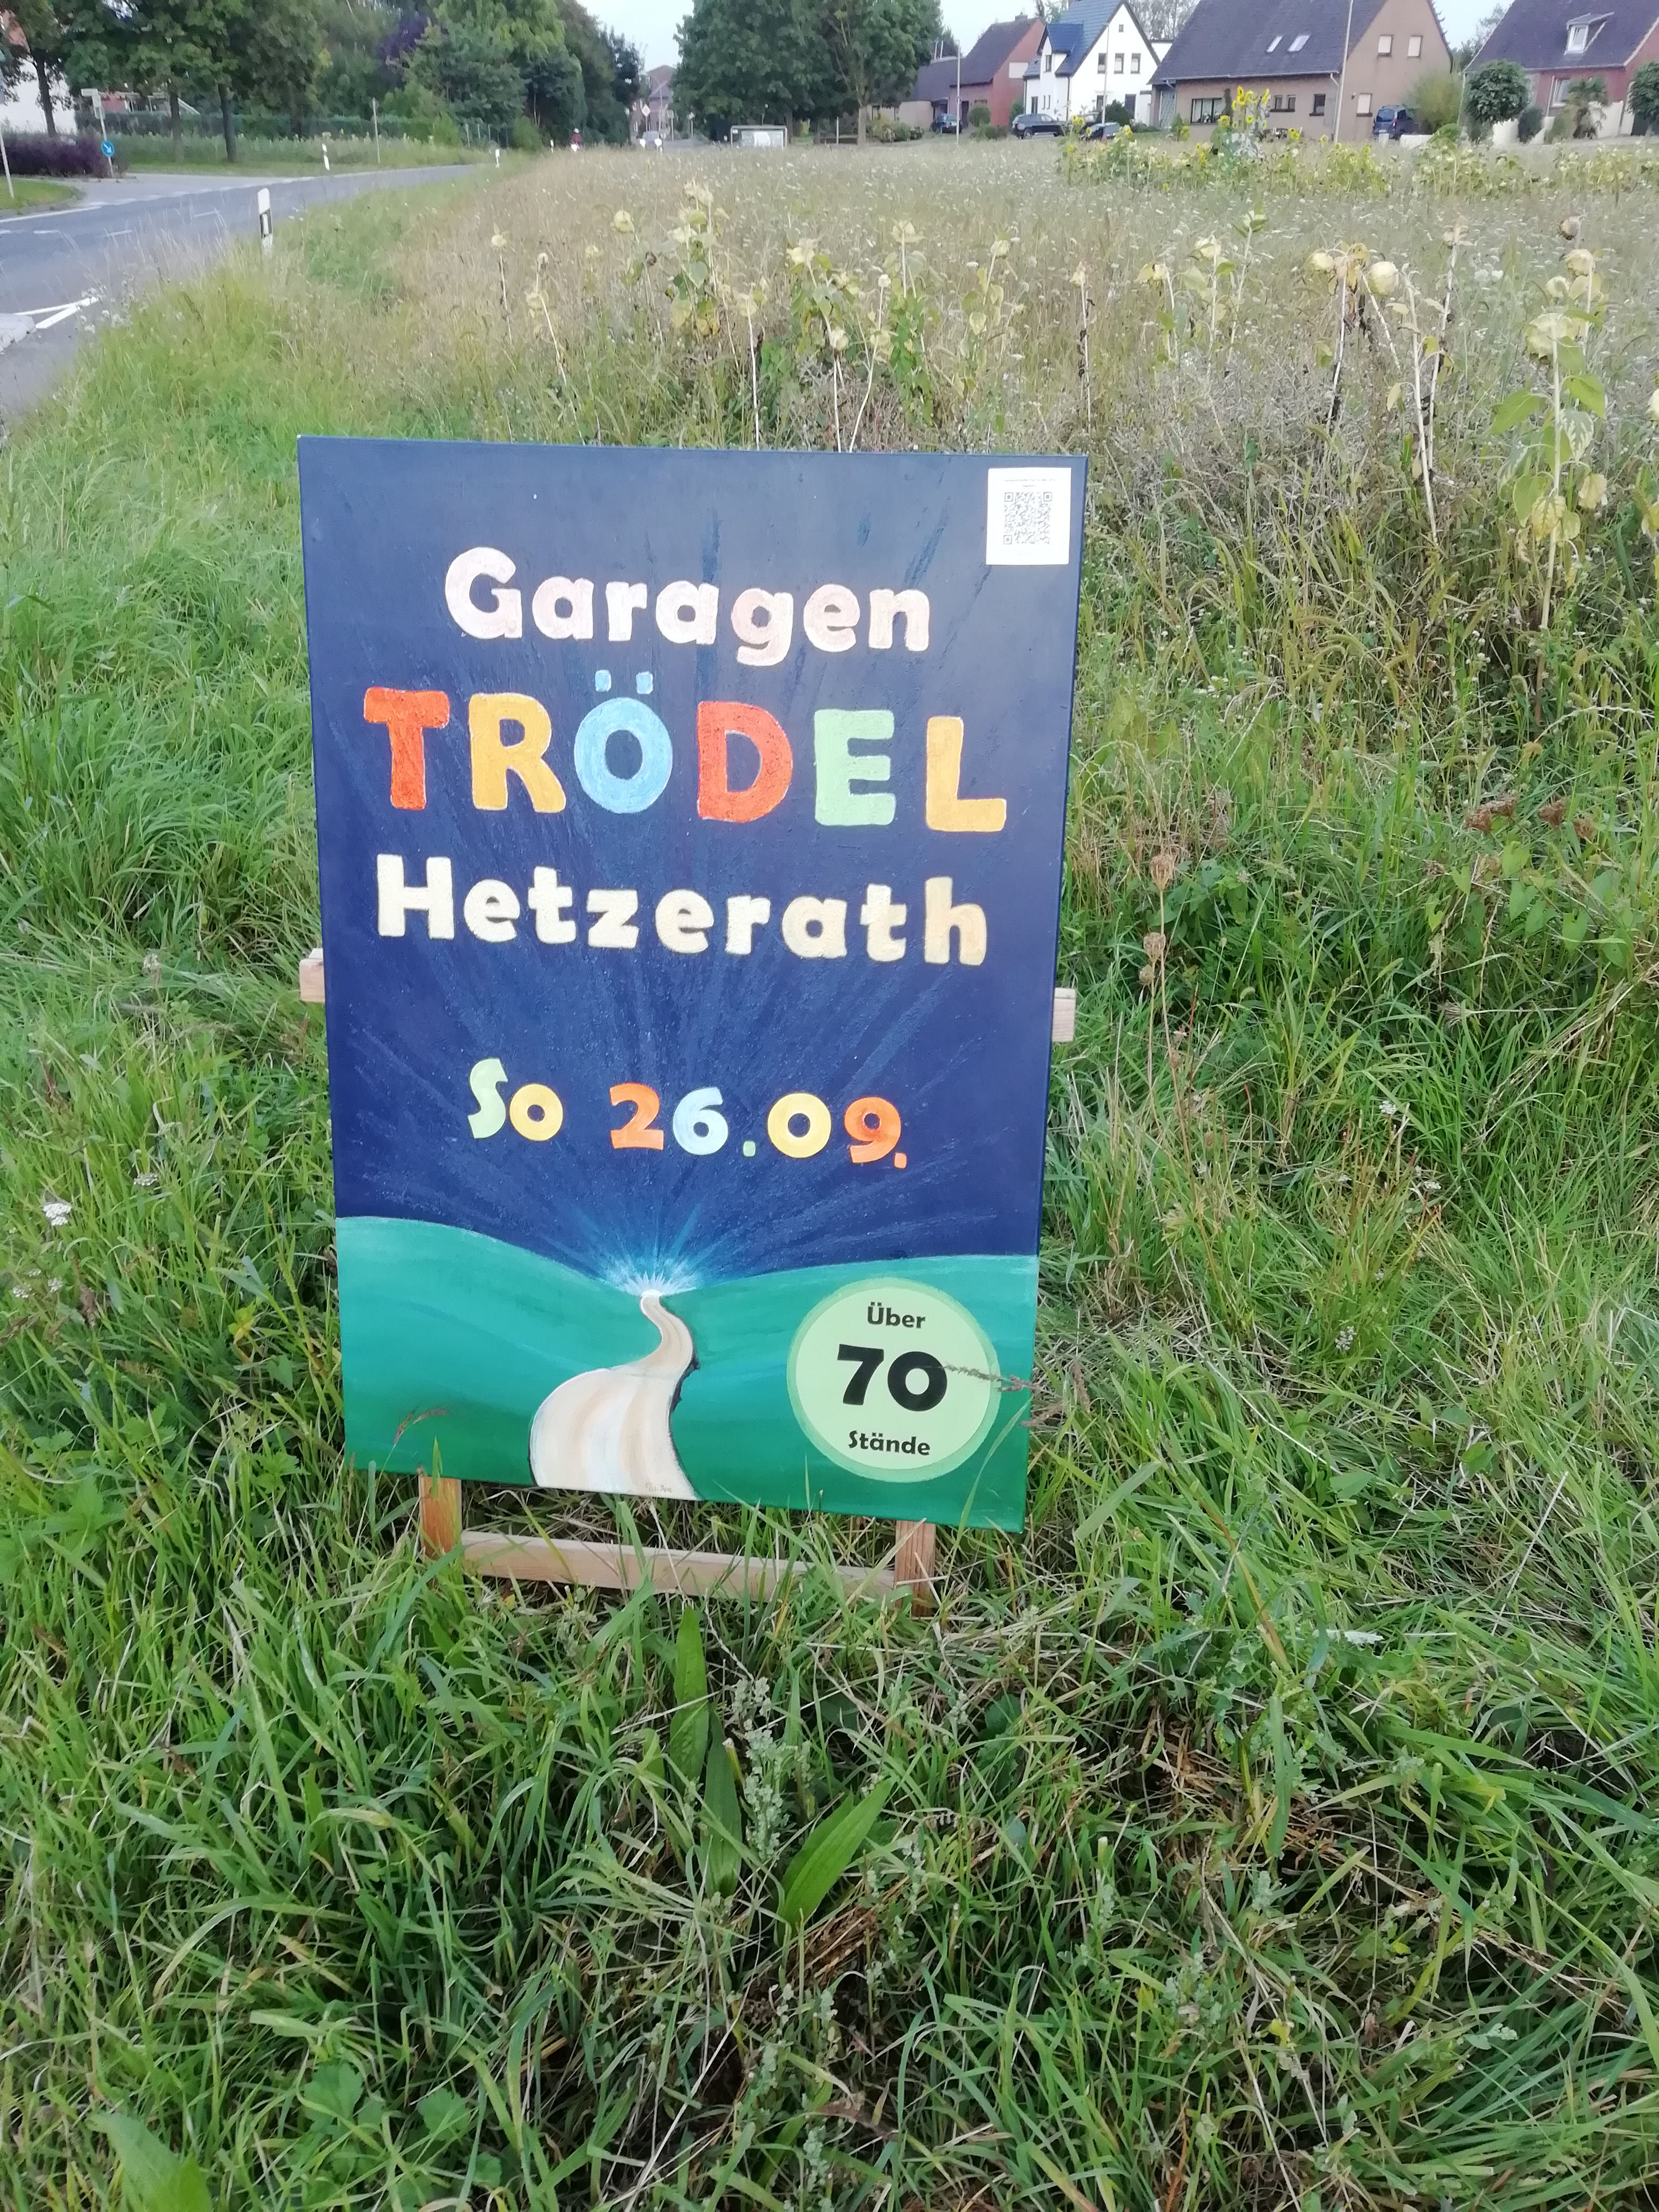 Garagen
TRÖDEL
Hetzerath
So 26.09.
Über
70
Stände